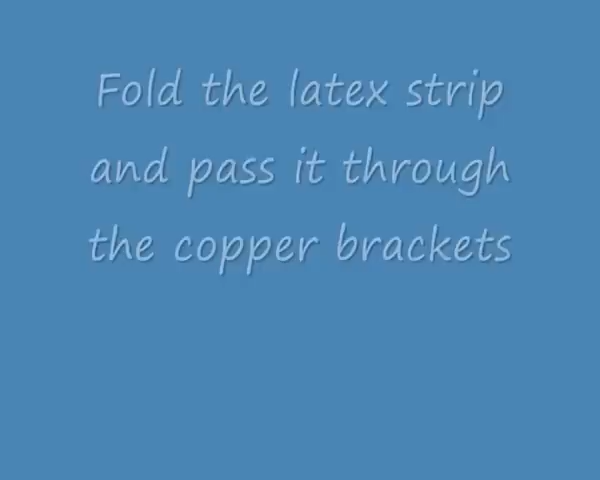 Fold the latex strip
and pass it through
the copper brackets